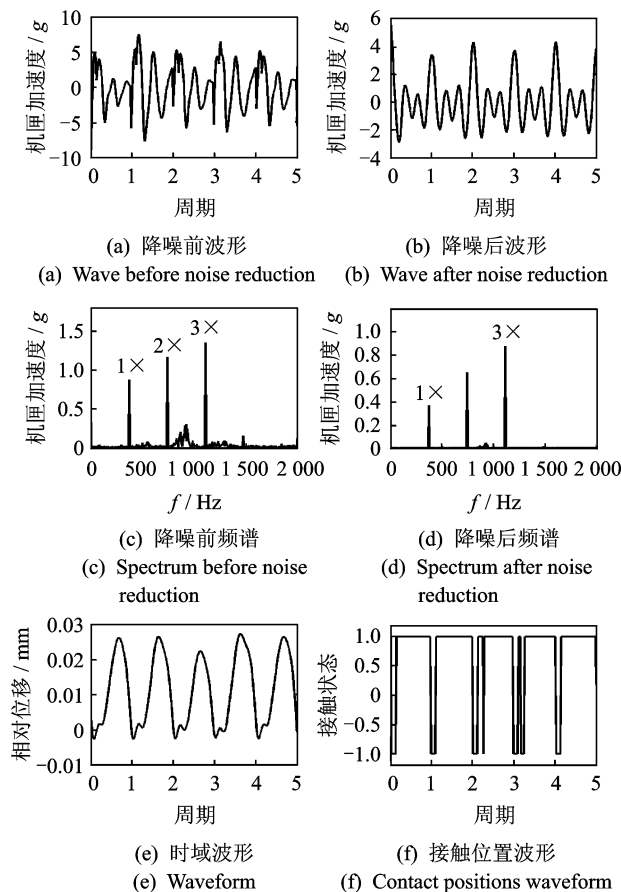 机匣加速度 / g
10
5
0
−5
−10
0 1 2 3 4 5
周期
(a) 降噪前波形
(a) Wave before noise reduction
机匣加速度 / g
6
4
2
0
−2
−4
0 1 2 3 4 5
周期
(b) 降噪后波形
(b) Wave after noise reduction
机匣加速度 / g
1.5
1.0
0.5
0
1× 2× 3×
0 500 1 000 1 500 2 000
f / Hz
(c) 降噪前频谱
(c) Spectrum before noise
reduction
机匣加速度 / g
1.0
0.8
0.6
0.4
0.2
0
1× 3×
0 500 1 000 1 500 2 000
f / Hz
(d) 降噪后频谱
(d) Spectrum after noise
reduction
相对位移 / mm
0.03
0.02
0.01
0
−0.01
0 1 2 3 4 5
周期
(e) 时域波形
(e) Waveform
接触状态
1.0
0.5
0
−0.5
−1.0
0 1 2 3 4 5
周期
(f) 接触位置波形
(f) Contact positions waveform